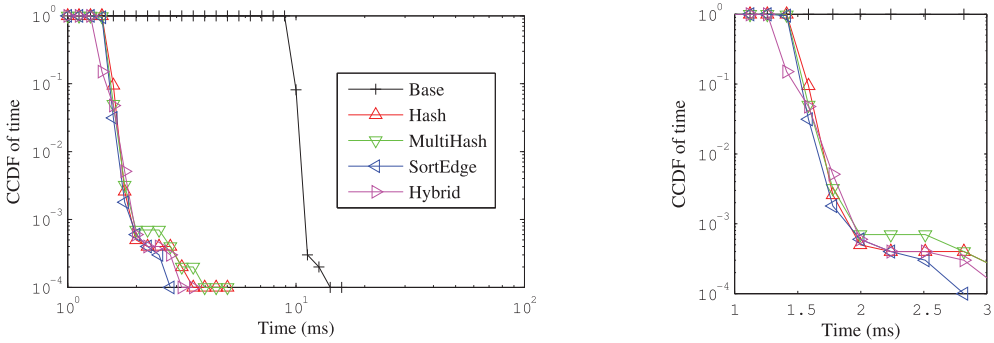 10^0
10^-1
10^-2
10^-3
10^-4
CCDF of time
10^0
10^1
10^2
Time (ms)
Base
Hash
MultiHash
SortEdge
Hybrid
10^0
10^-1
10^-2
10^-3
10^-4
CCDF of time
1
1.5
2
2.5
3
Time (ms)